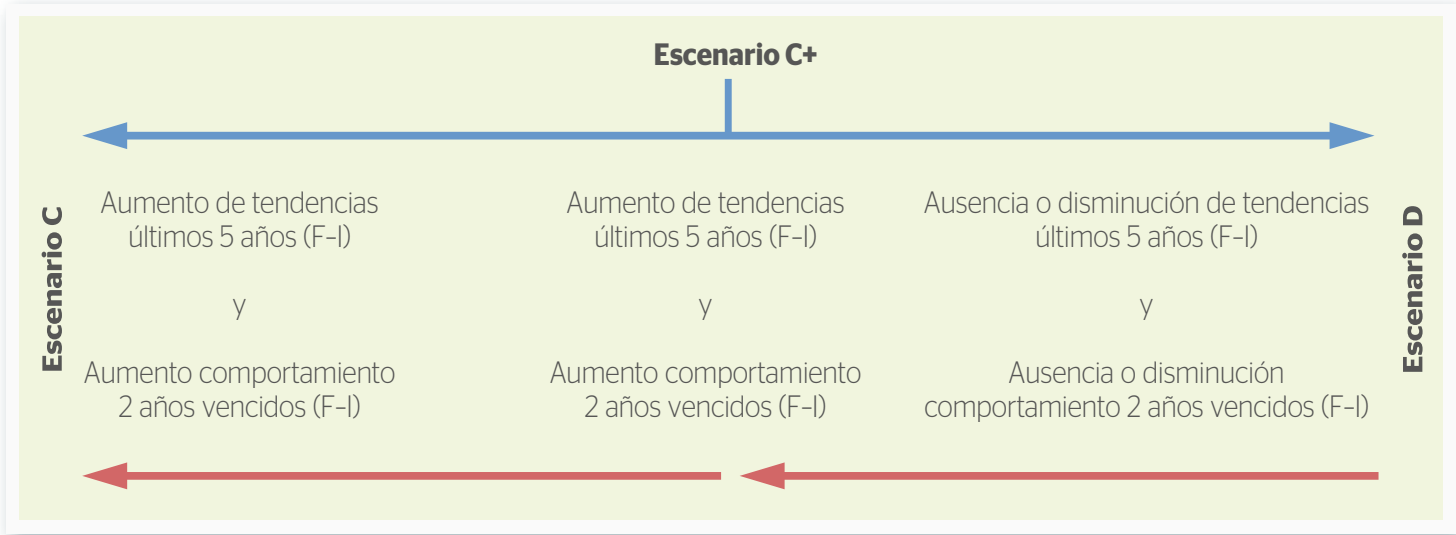 Escenario C+
Escenario C
Aumento de tendencias
últimos 5 años (F-I)
y
Aumento comportamiento
2 años vencidos (F-I)
Aumento de tendencias
últimos 5 años (F-I)
y
Aumento comportamiento
2 años vencidos (F-I)
Ausencia o disminución de tendencias
últimos 5 años (F-I)
y
Ausencia o disminución
comportamiento 2 años vencidos (F-I)
Escenario D